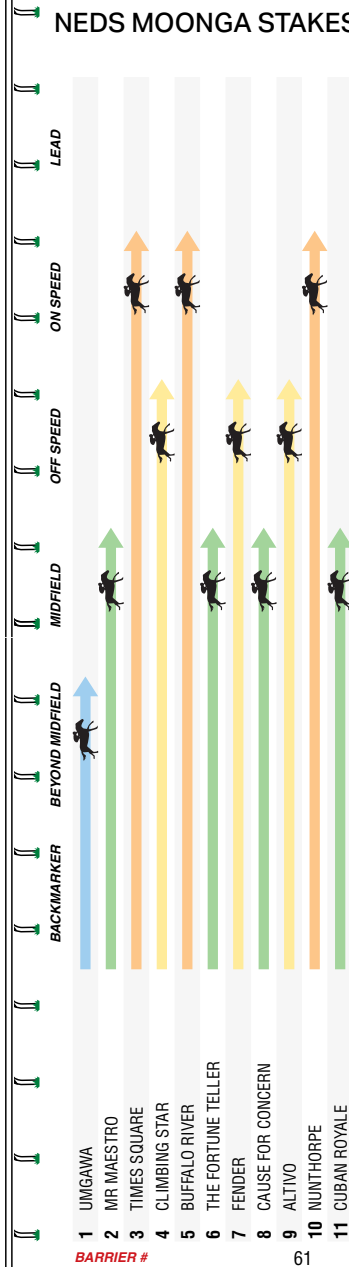 NEDS MOONGA STAKES
LEAD
ON SPEED
OFF SPEED
MIDFIELD
BEYOND MIDFIELD
BACKMARKER
1 UMGAWA
2 MR MAESTRO
3 TIMES SQUARE
4 CLIMBING STAR
5 BUFFALO RIVER
6 THE FORTUNE TELLER
7 FENDER
8 CAUSE FOR CONCERN
9 ALTIVO
10 NUNTHORPE
11 CUBAN ROYALE
BARRIER #
61